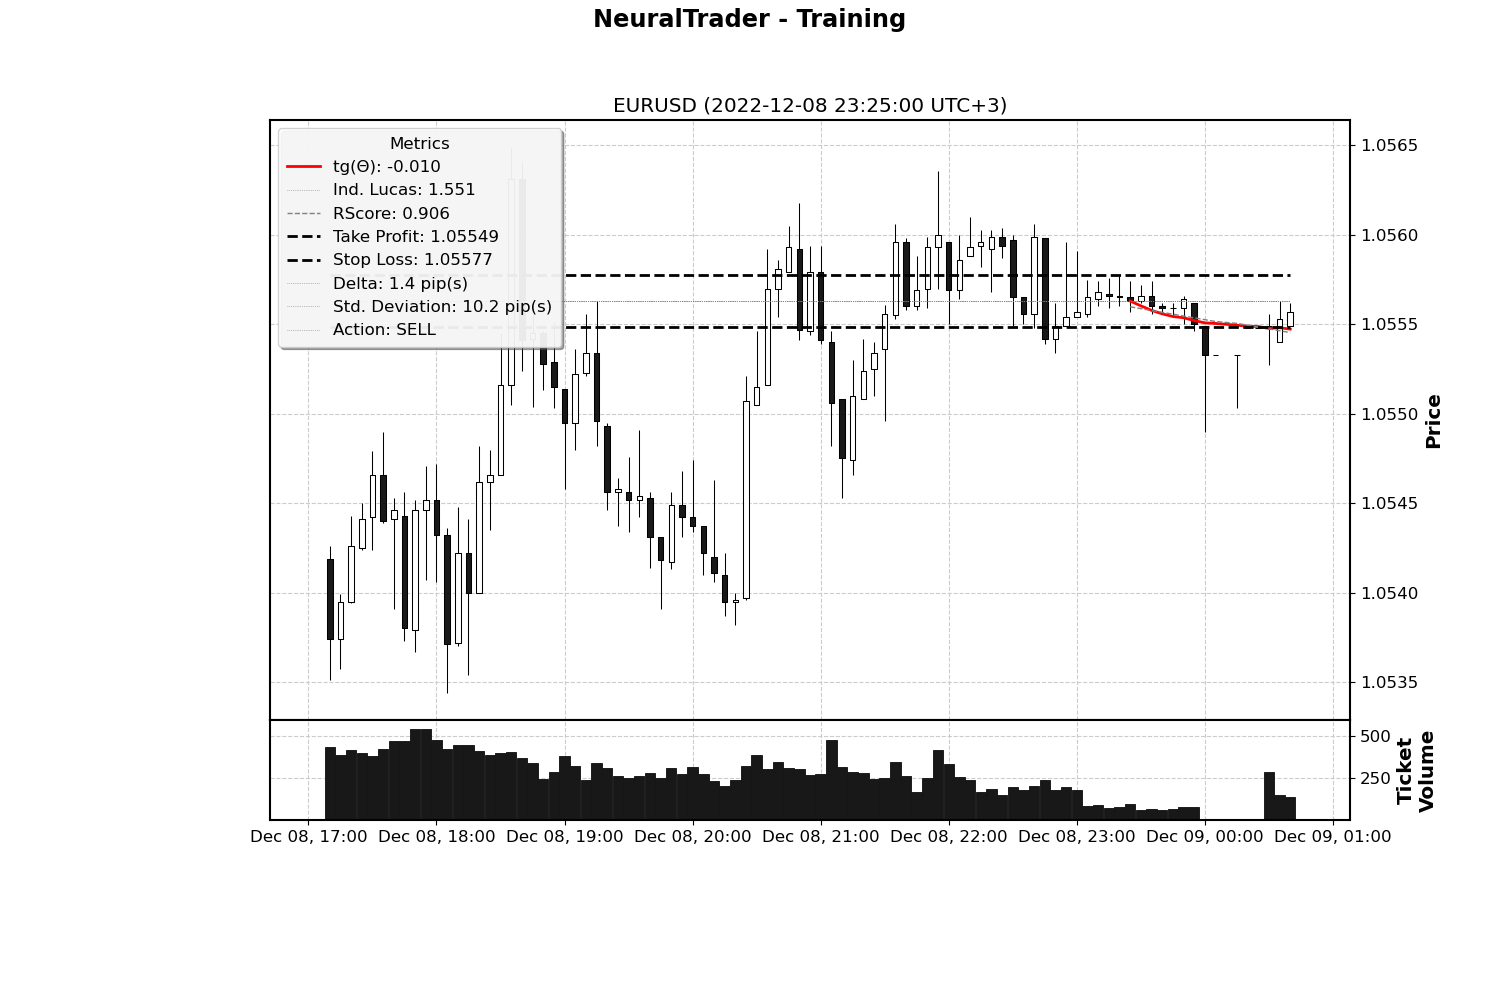 NeuralTrader - Training
EURUSD (2022-12-08 23:25:00 UTC+3)
Metrics
tg(Θ): -0.010
Ind. Lucas: 1.551
RScore: 0.906
Take Profit: 1.05549
Stop Loss: 1.05577
Delta: 1.4 pip(s)
Std. Deviation: 10.2 pip(s)
Action: SELL
1.0565
1.0560
1.0555
1.0550
1.0545
1.0540
1.0535
Price
500
250
Ticket
Volume
Dec 08, 17:00 Dec 08, 18:00 Dec 08, 19:00 Dec 08, 20:00 Dec 08, 21:00 Dec 08, 22:00 Dec 08, 23:00 Dec 09, 00:00 Dec 09, 01:00